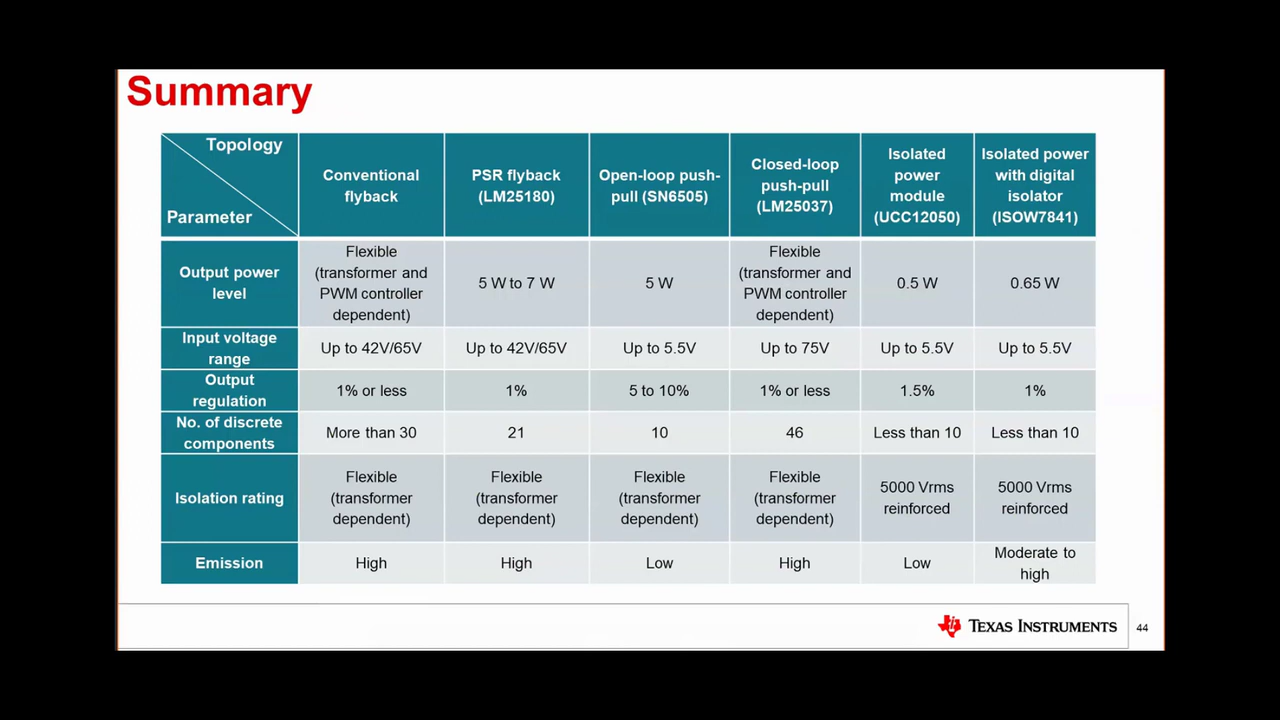 Summary
Topology
Parameter
Conventional
flyback
PSR flyback
(LM25180)
Open-loop push-
pull (SN6505)
Closed-loop
push-pull
(LM25037)
Isolated
power
module
(UCC12050)
Isolated power
with digital
isolator
(ISOW7841)
Output power
level
Flexible
(transformer and
PWM controller
dependent)
5 W to 7 W
5 W
Flexible
(transformer and
PWM controller
dependent)
0.5 W
0.65 W
Input voltage
range
Up to 42V/65V
Up to 42V/65V
Up to 5.5V
Up to 75V
Up to 5.5V
Up to 5.5V
Output
regulation
1% or less
1%
5 to 10%
1% or less
1.5%
1%
No. of discrete
components
More than 30
21
10
46
Less than 10
Less than 10
Isolation rating
Flexible
(transformer
dependent)
Flexible
(transformer
dependent)
Flexible
(transformer
dependent)
Flexible
(transformer
dependent)
5000 Vrms
reinforced
5000 Vrms
reinforced
Emission
High
High
Low
High
Low
Moderate to
high
TEXAS INSTRUMENTS
44